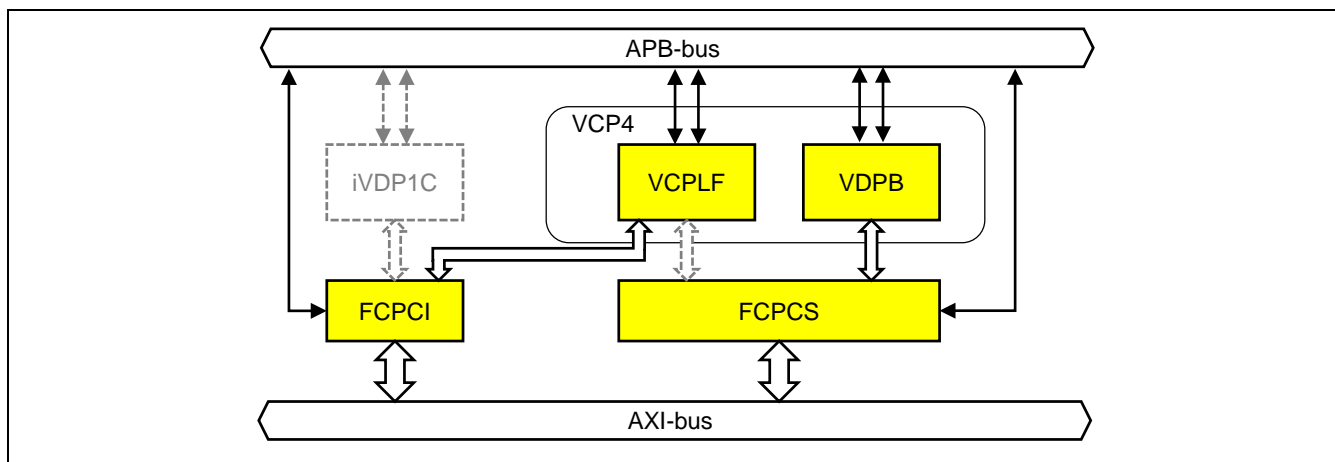 APB-bus
VCP4
iVDP1C
VCPLF
VDPB
FCPCI
FCPCS
AXI-bus